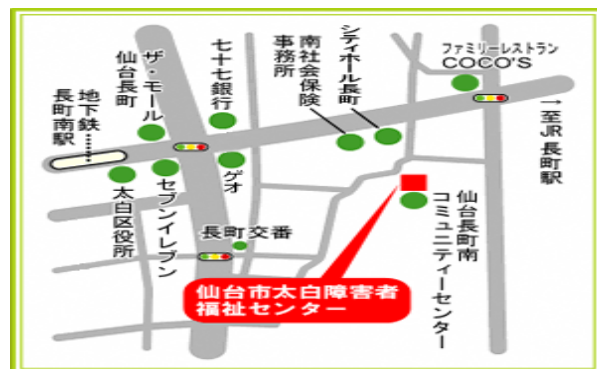 ファミリーレストラン
COCO'S
シティホール長町
南社会保険
事務所
七十七銀行
ザ・モール
仙台長町
地下鉄
長町南駅
→至JR長町駅
太白区役所
セブンイレブン
ゲオ
長町交番
仙台長町南
コミュニティーセンター
仙台市太白障害者
福祉センター